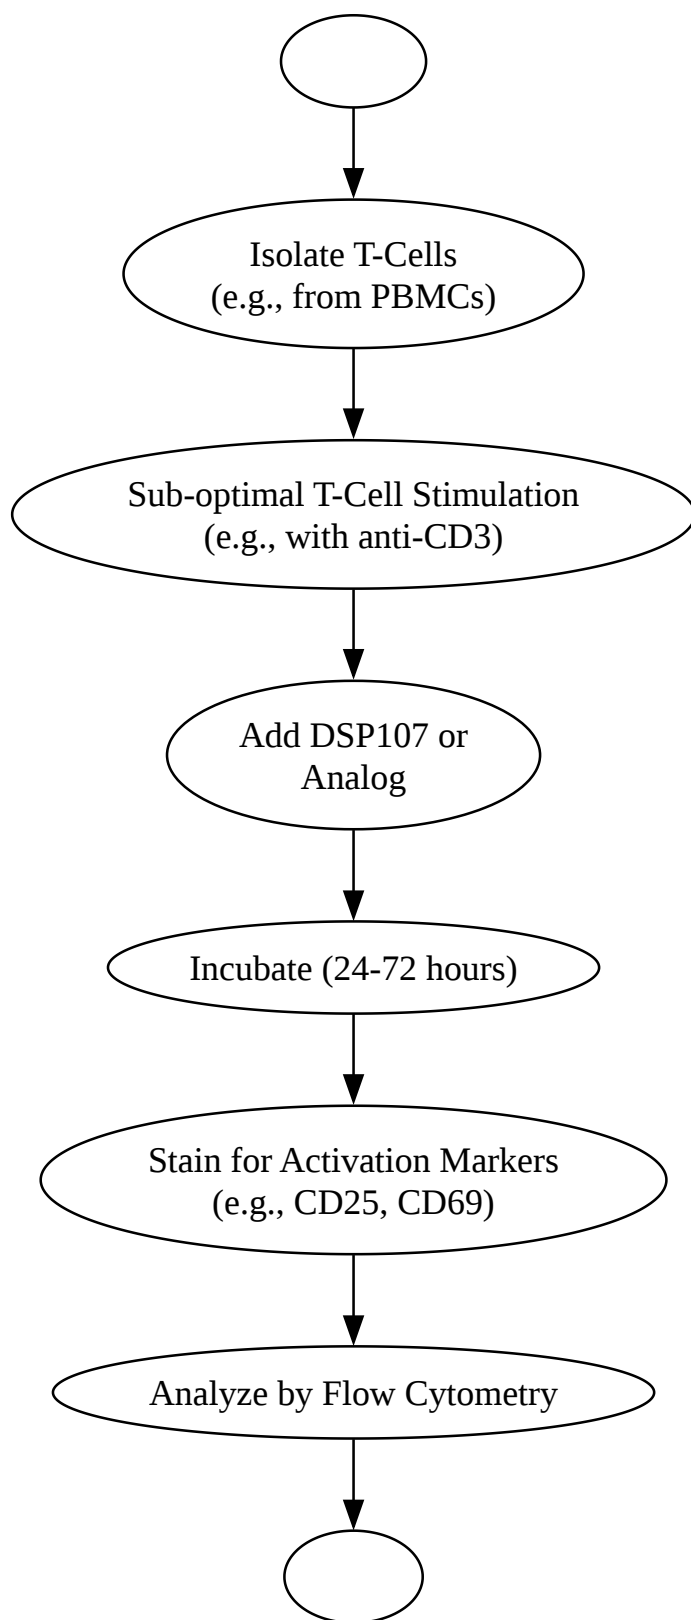 Isolate T-Cells
(e.g., from PBMCs)
Sub-optimal T-Cell Stimulation
(e.g., with anti-CD3)
Add DSP107 or
Analog
Incubate (24-72 hours)
Stain for Activation Markers
(e.g., CD25, CD69)
Analyze by Flow Cytometry